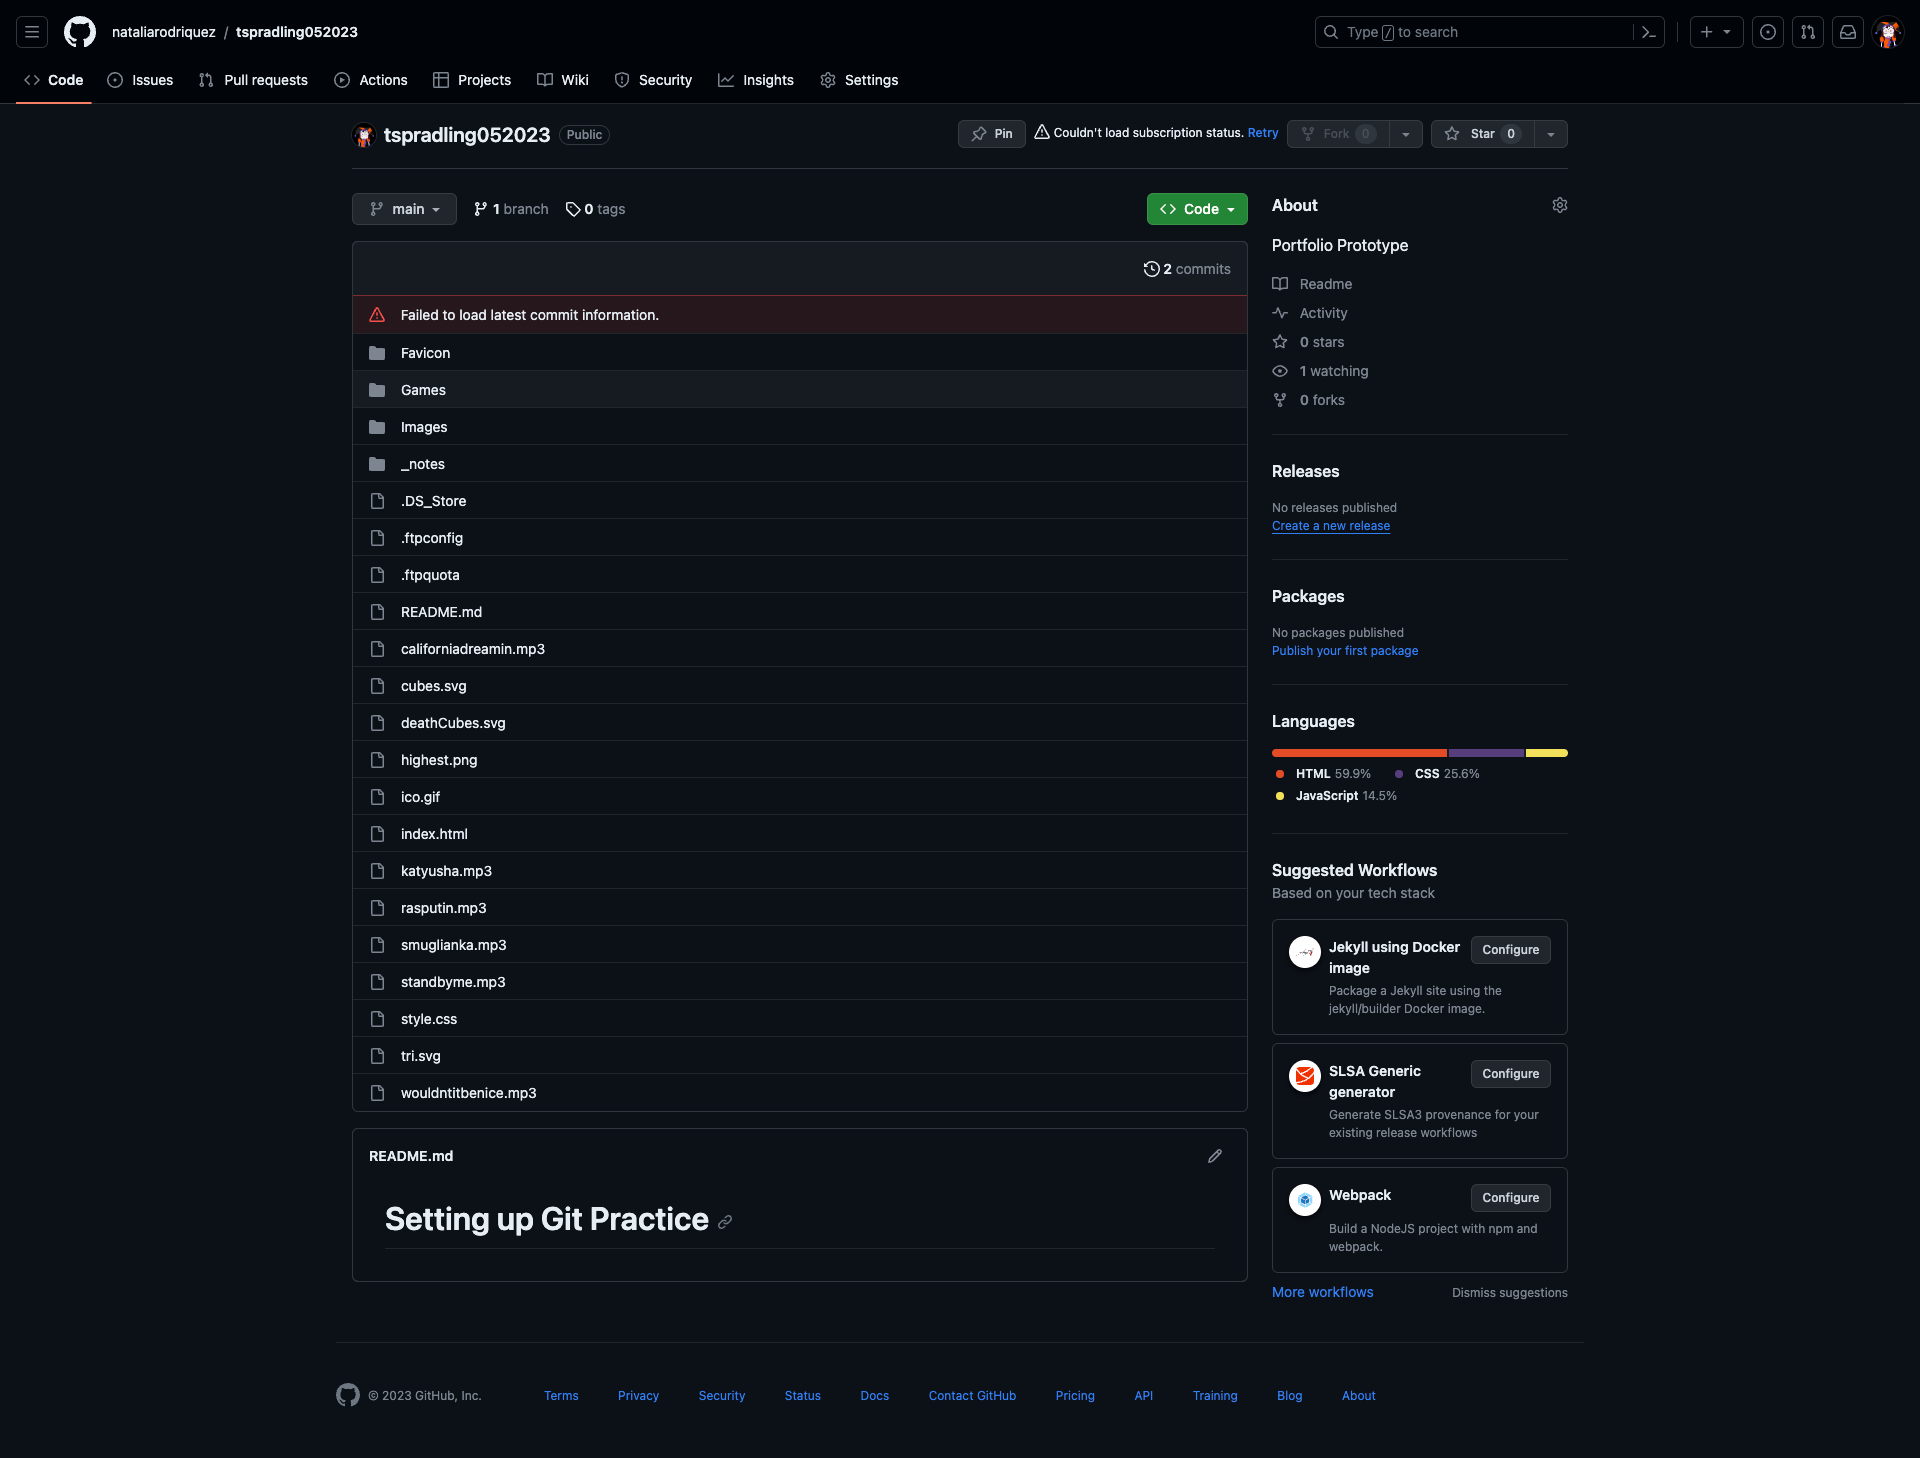 nataliarodriquez / tspradling052023
Type / to search
Code Issues Pull requests Actions Projects Wiki Security Insights Settings
tspradling052023 Public
Pin Couldn't load subscription status. Retry Fork 0 Star 0
main 1 branch 0 tags
Code
2 commits
Failed to load latest commit information.
Favicon
Games
Images
_notes
.DS_Store
.ftpconfig
.ftpquota
README.md
californiadreamin.mp3
cubes.svg
deathCubes.svg
highest.png
ico.gif
index.html
katyusha.mp3
rasputin.mp3
smuglianka.mp3
standbyme.mp3
style.css
tri.svg
wouldntitbenice.mp3
README.md
Setting up Git Practice
About
Portfolio Prototype
Readme
Activity
0 stars
1 watching
0 forks
Releases
No releases published
Create a new release
Packages
No packages published
Publish your first package
Languages
HTML 59.9% CSS 25.6%
JavaScript 14.5%
Suggested Workflows
Based on your tech stack
Jekyll using Docker
image
Configure
Package a Jekyll site using the
jekyll/builder Docker image.
SLSA Generic
generator
Configure
Generate SLSA3 provenance for your
existing release workflows
Webpack
Configure
Build a NodeJS project with npm and
webpack.
More workflows Dismiss suggestions
© 2023 GitHub, Inc. Terms Privacy Security Status Docs Contact GitHub Pricing API Training Blog About